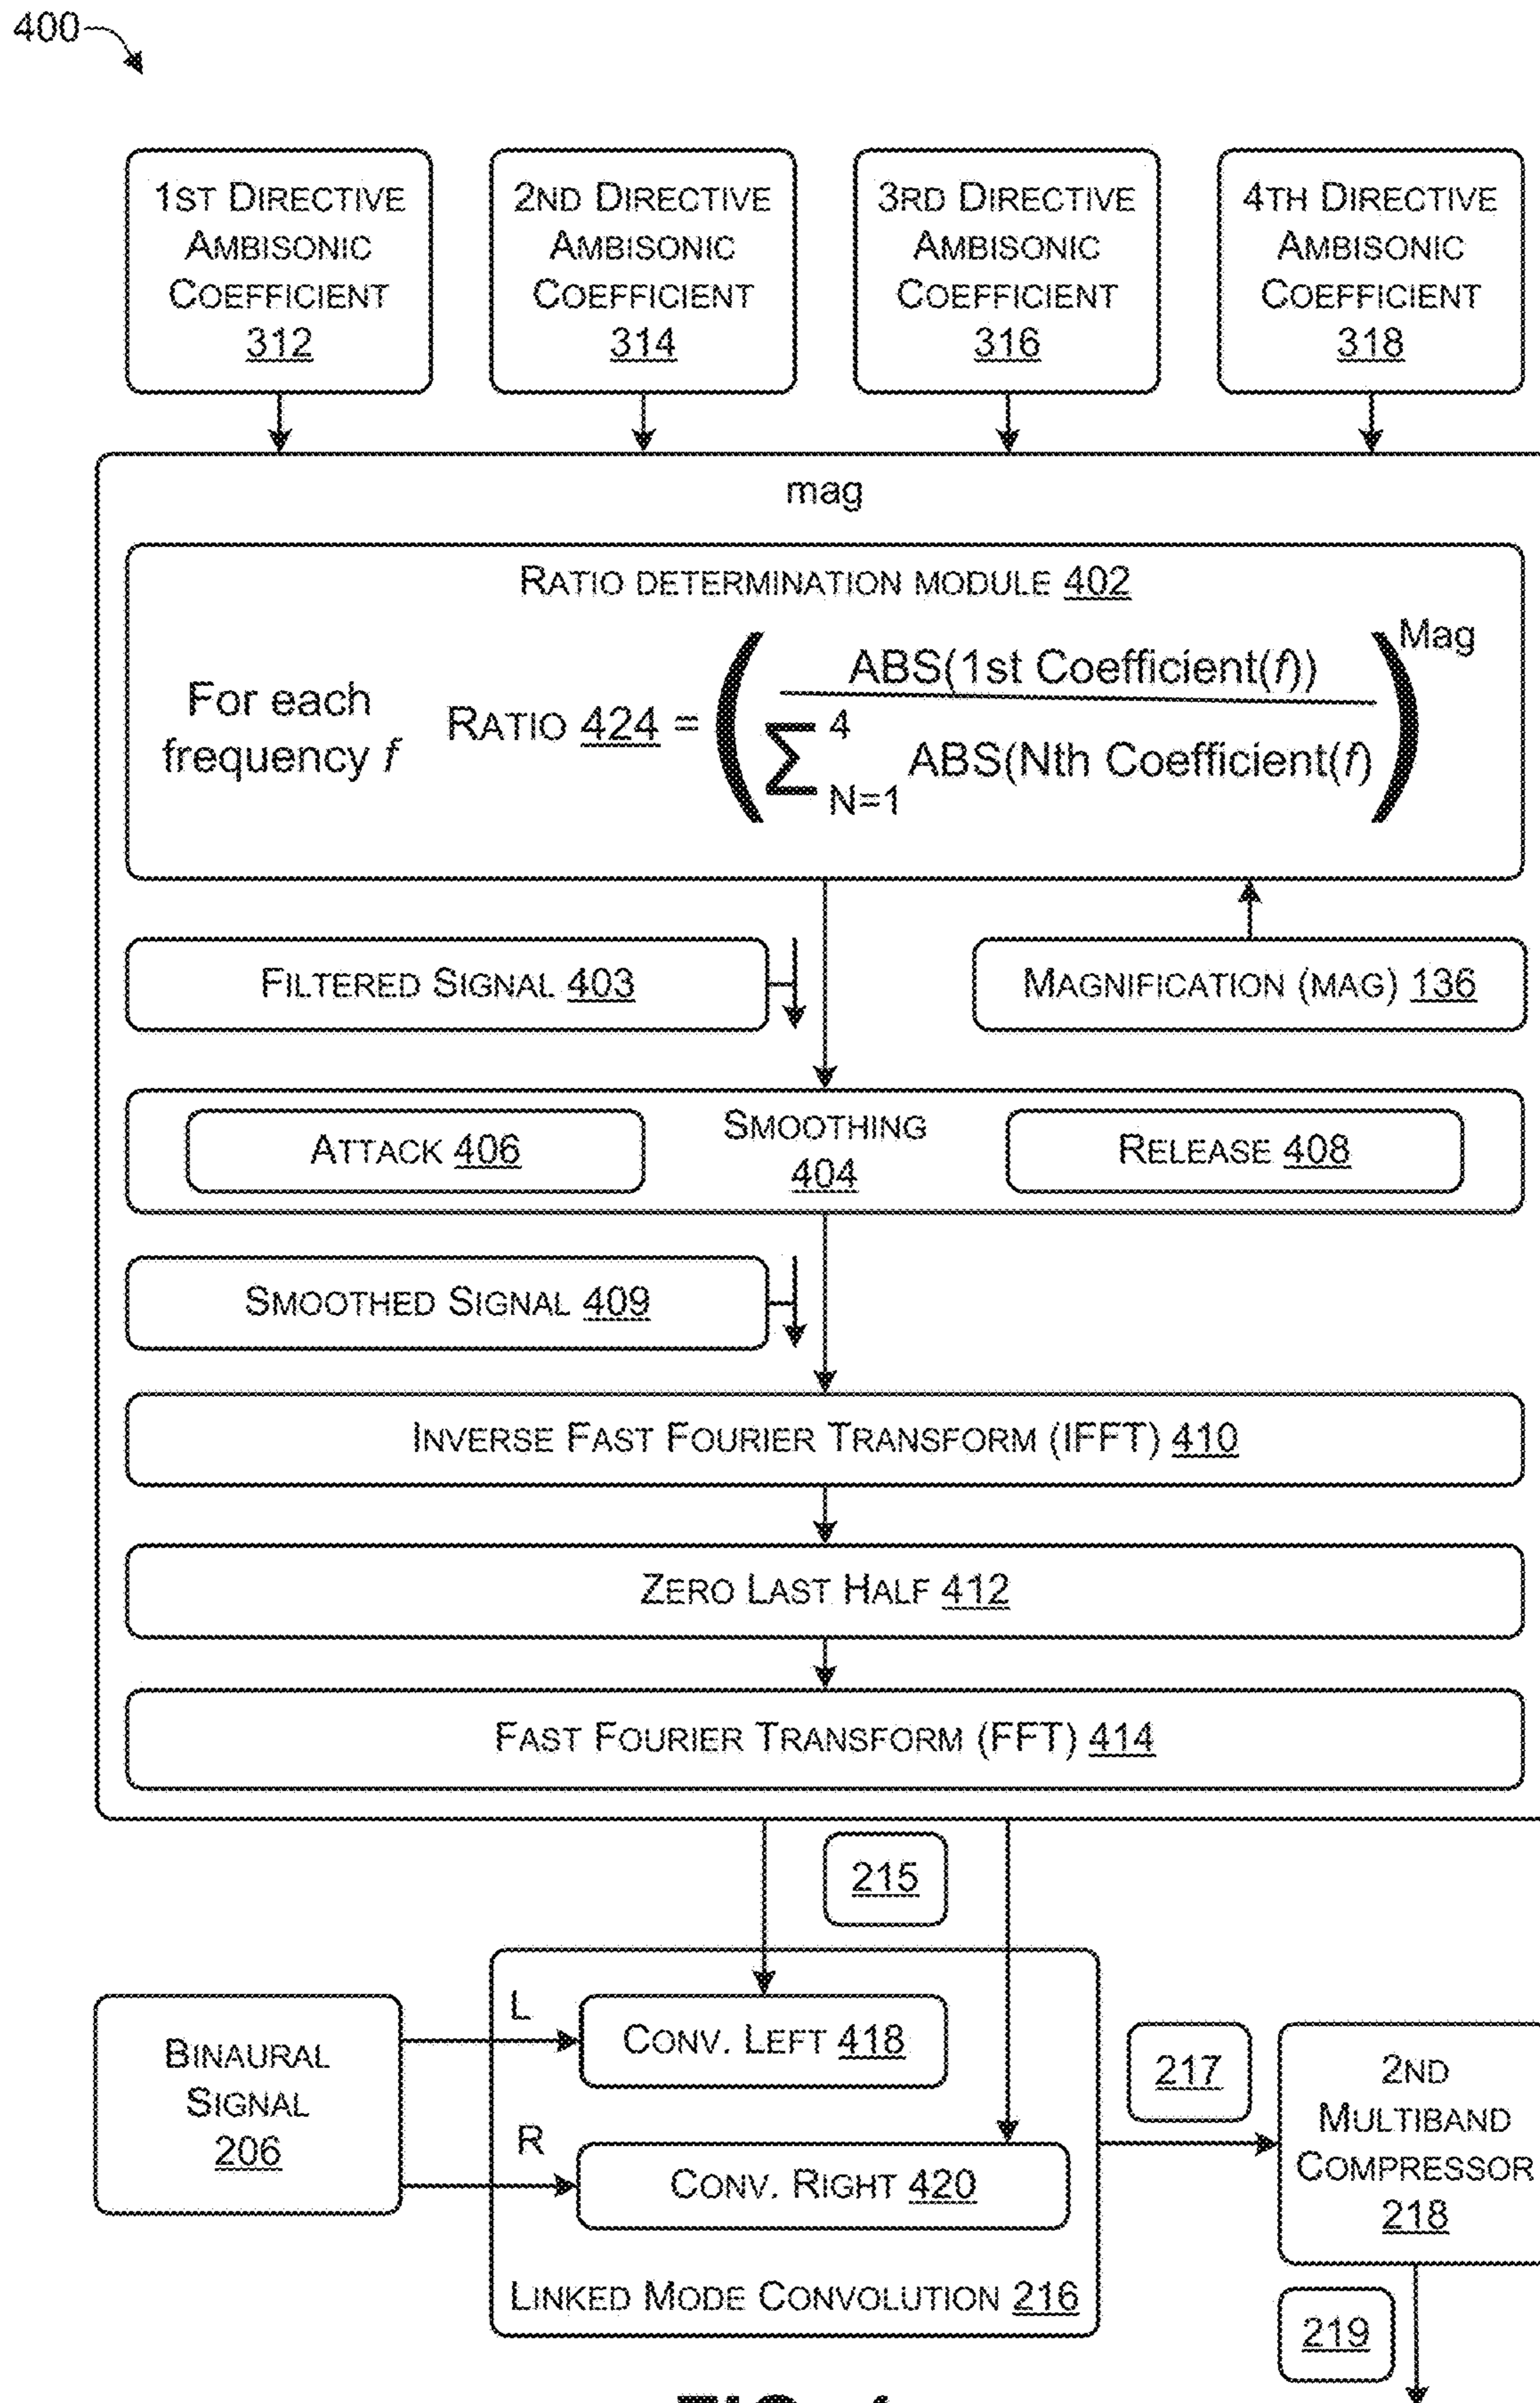 400
1ST DIRECTIVE
AMBISONIC
COEFFICIENT
312
2ND DIRECTIVE
AMBISONIC
COEFFICIENT
314
3RD DIRECTIVE
AMBISONIC
COEFFICIENT
316
4TH DIRECTIVE
AMBISONIC
COEFFICIENT
318
mag
RATIO DETERMINATION MODULE 402
For each
frequency f
RATIO 424 =
ABS(1st Coefficient(f))
∑ 4 N=1 ABS(Nth Coefficient(f)
Mag
FILTERED SIGNAL 403
MAGNIFICATION (MAG) 136
ATTACK 406
SMOOTHING
404
RELEASE 408
SMOOTHED SIGNAL 409
INVERSE FAST FOURIER TRANSFORM (IFFT) 410
ZERO LAST HALF 412
FAST FOURIER TRANSFORM (FFT) 414
215
BINAURAL
SIGNAL
206
L
CONV. LEFT 418
R
CONV. RIGHT 420
LINKED MODE CONVOLUTION 216
217
2ND
MULTIBAND
COMPRESSOR
218
219